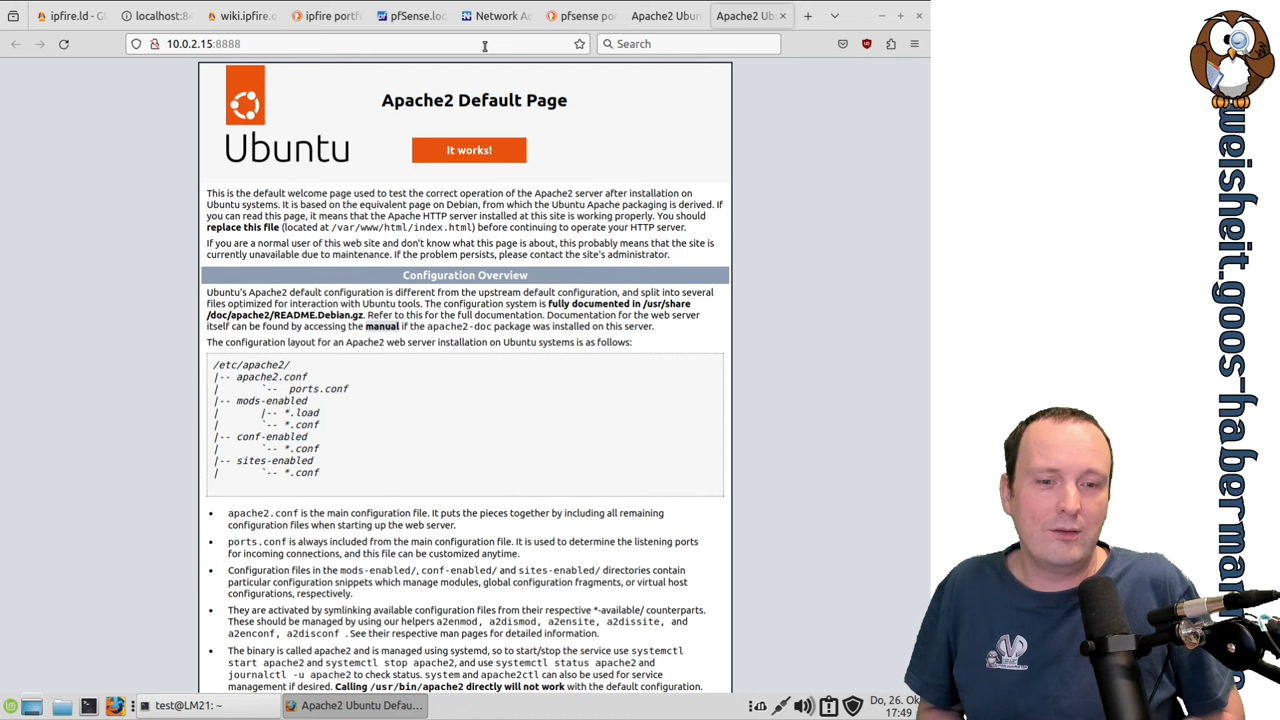 ipfire.ld -
localhost:84
wiki.ipfire.o
ipfire portf
pfSense.loc
Network Ad
pfsense po
Apache2 Ubun
Apache2 Ub
10.0.2.15:8888
Search
Ubuntu
Apache2 Default Page
It works!
This is the default welcome page used to test the correct operation of the Apache2 server after installation on
Ubuntu systems. It is based on the equivalent page on Debian, from which the Ubuntu Apache packaging is derived. If
you can read this page, it means that the Apache HTTP server installed at this site is working properly. You should
replace this file (located at /var/www/html/index.html) before continuing to operate your HTTP server.
If you are a normal user of this web site and don't know what this page is about, this probably means that the site is
currently unavailable due to maintenance. If the problem persists, please contact the site's administrator.
Configuration Overview
Ubuntu's Apache2 default configuration is different from the upstream default configuration, and split into several
files optimized for interaction with Ubuntu tools. The configuration system is fully documented in /usr/share
/doc/apache2/README.Debian.gz. Refer to this for the full documentation. Documentation for the web server
itself can be found by accessing the manual if the apache2-doc package was installed on this server.
The configuration layout for an Apache2 web server installation on Ubuntu systems is as follows:
/etc/apache2/
|-- apache2.conf
|       `--  ports.conf
|-- mods-enabled
|       |-- *.load
|       `-- *.conf
|-- conf-enabled
|       `-- *.conf
|-- sites-enabled
|       `-- *.conf
• apache2.conf is the main configuration file. It puts the pieces together by including all remaining
configuration files when starting up the web server.
• ports.conf is always included from the main configuration file. It is used to determine the listening ports
for incoming connections, and this file can be customized anytime.
• Configuration files in the mods-enabled/, conf-enabled/ and sites-enabled/ directories contain
particular configuration snippets which manage modules, global configuration fragments, or virtual host
configurations, respectively.
• They are activated by symlinking available configuration files from their respective *-available/ counterparts.
These should be managed by using our helpers a2enmod, a2dismod, a2ensite, a2dissite, and
a2enconf, a2disconf . See their respective man pages for detailed information.
• The binary is called apache2 and is managed using systemd, so to start/stop the service use systemctl
start apache2 and systemctl stop apache2, and use systemctl status apache2 and
journalctl -u apache2 to check status. system and apache2ctl can also be used for service
management if desired. Calling /usr/bin/apache2 directly will not work with the default configuration.
test@LM21: ~
Apache2 Ubuntu Defau...
Do, 26. Ok
17:49
weisheit.goos-haberman